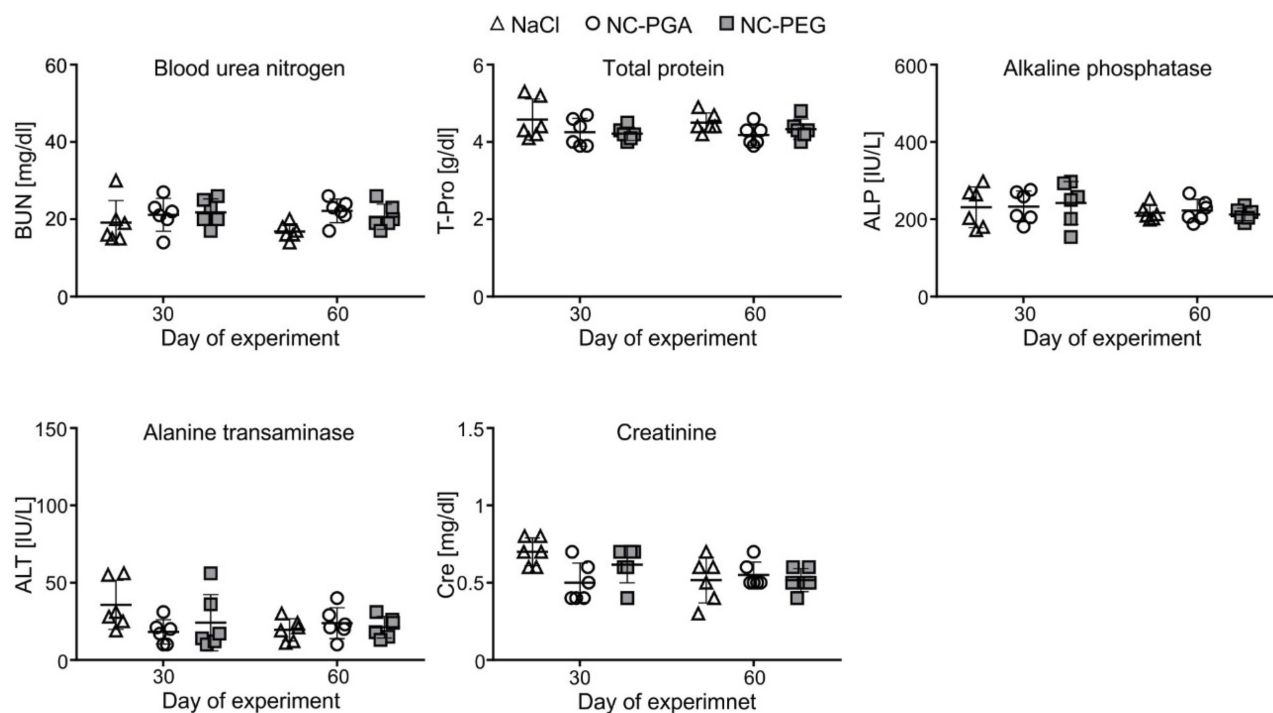 NaCl NC-PGA NC-PEG
Blood urea nitrogen
BUN [mg/dl]
60
40
20
0
30 60
Day of experiment
Total protein
T-Pro [g/dl]
6
4
2
0
30 60
Day of experiment
Alkaline phosphatase
ALP [IU/L]
600
400
200
0
30 60
Day of experiment
Alanine transaminase
ALT [IU/L]
150
100
50
0
30 60
Day of experiment
Creatinine
Cre [mg/dl]
1.5
1
0.5
0
30 60
Day of experimnet